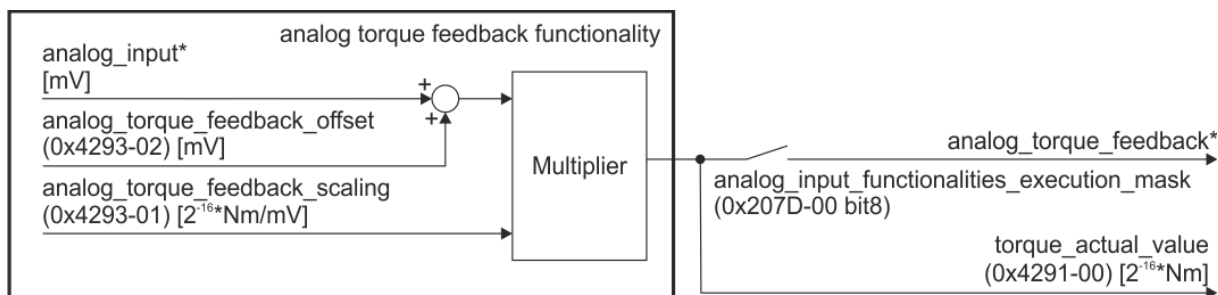 analog torque feedback functionality
analog_input*
[mV]
+
analog_torque_feedback_offset
+
(0x4293-02) [mV]
analog_torque_feedback_scaling
(0x4293-01) [2⁻¹⁶*Nm/mV]
Multiplier
analog_torque_feedback*
analog_input_functionalities_execution_mask
(0x207D-00 bit8)
torque_actual_value
(0x4291-00) [2⁻¹⁶*Nm]